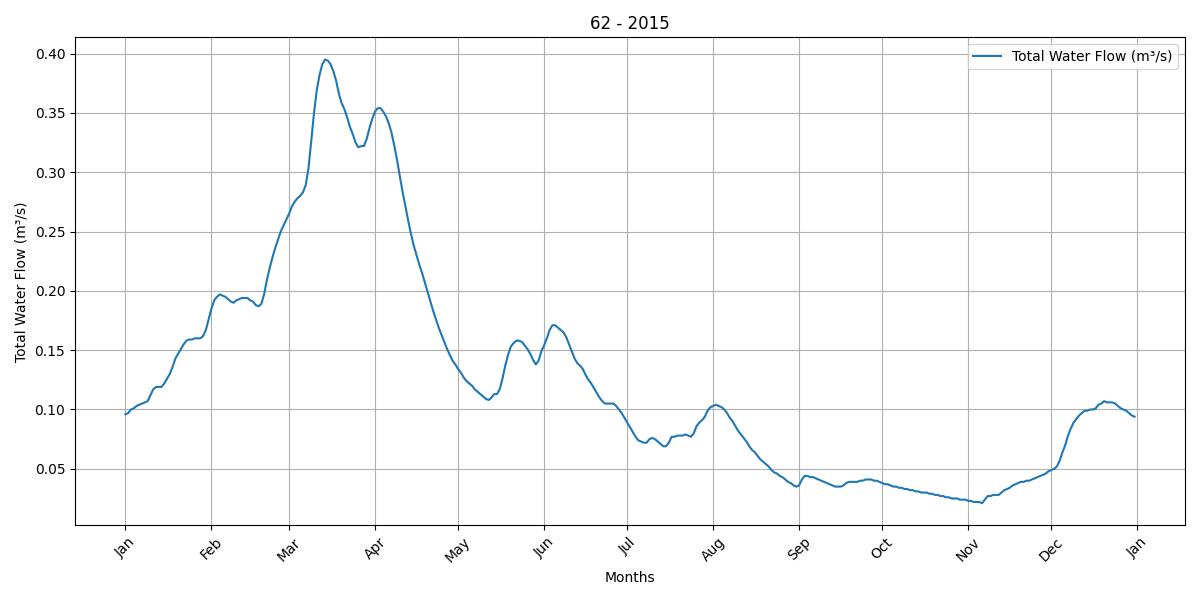 62 - 2015
Total Water Flow (m³/s)
Total Water Flow (m³/s)
0.40
0.35
0.30
0.25
0.20
0.15
0.10
0.05
Jan Feb Mar Apr May Jun Jul Aug Sep Oct Nov Dec Jan
Months